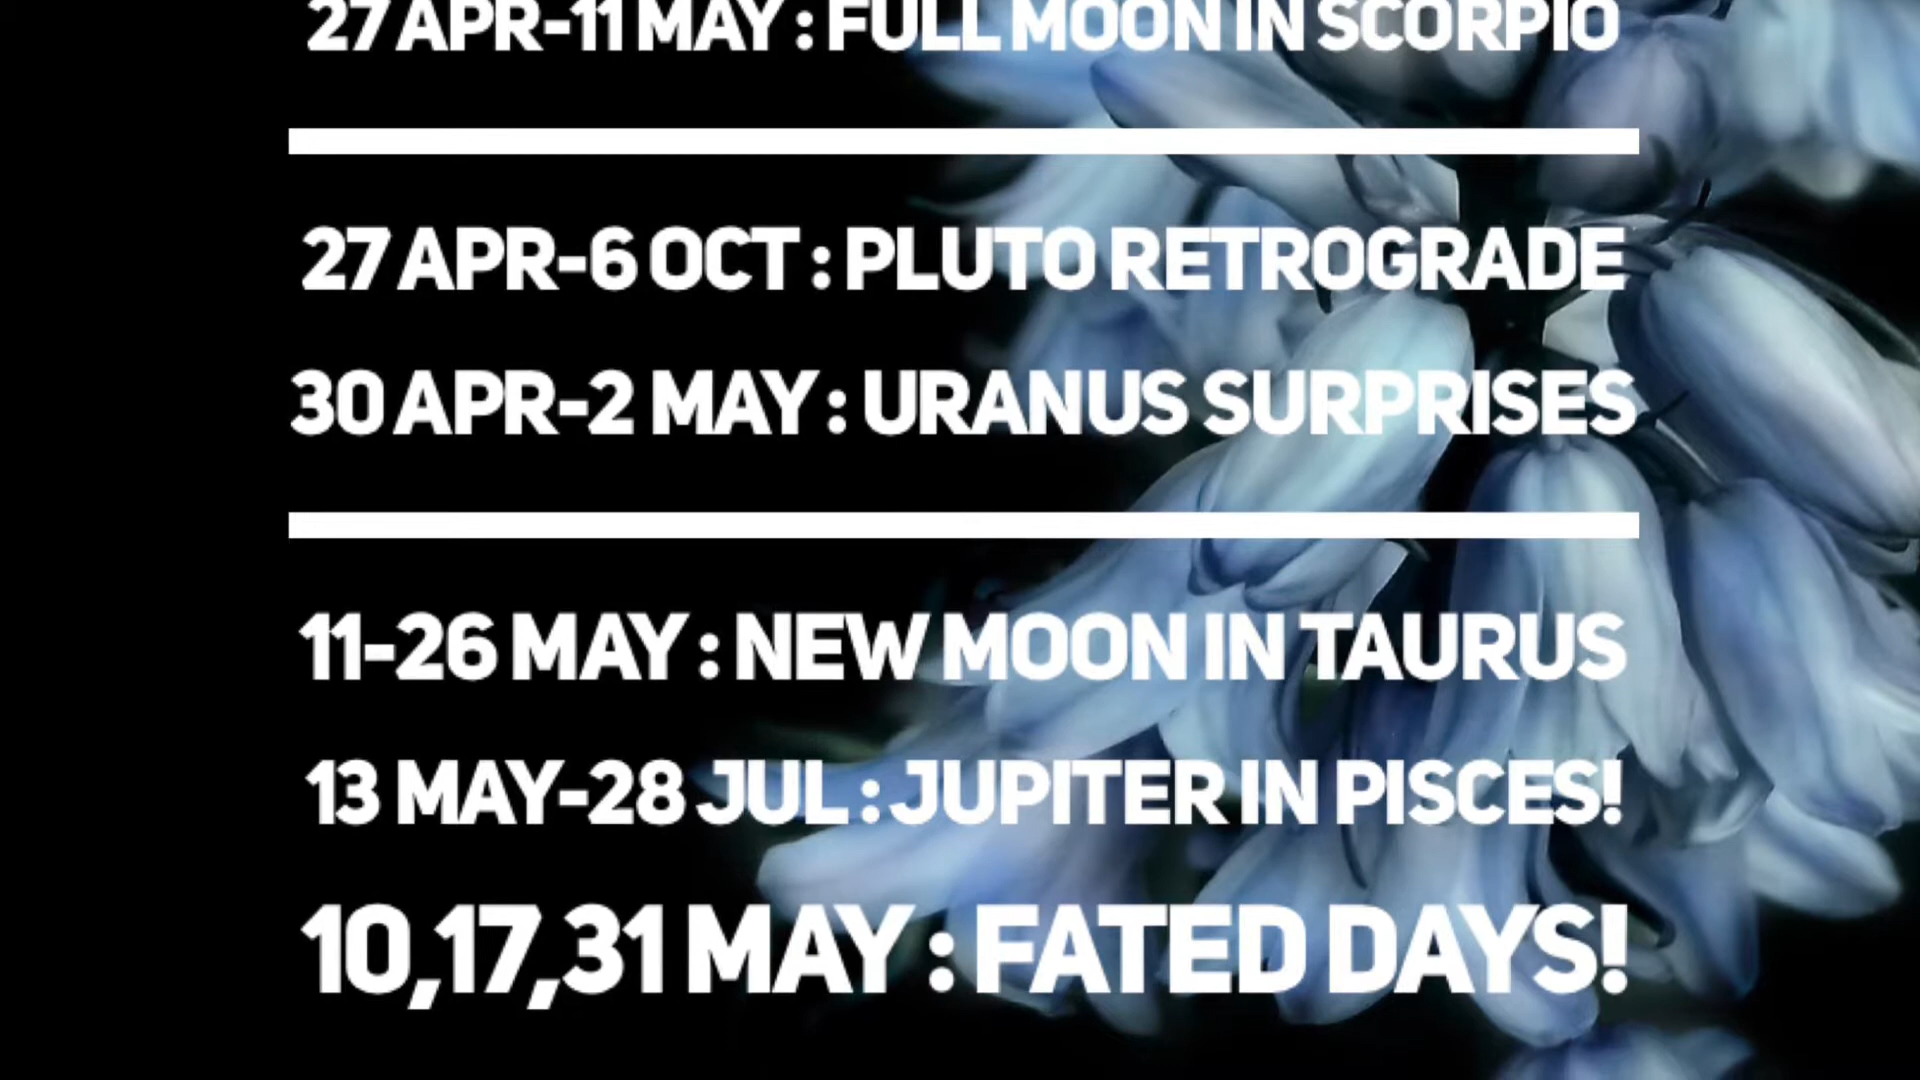 27 APR-11 MAY : FULL MOON IN SCORPIO
27 APR-6 OCT : PLUTO RETROGRADE
30 APR-2 MAY : URANUS SURPRISES
11-26 MAY : NEW MOON IN TAURUS
13 MAY-28 JUL : JUPITER IN PISCES!
10,17,31 MAY : FATED DAYS!